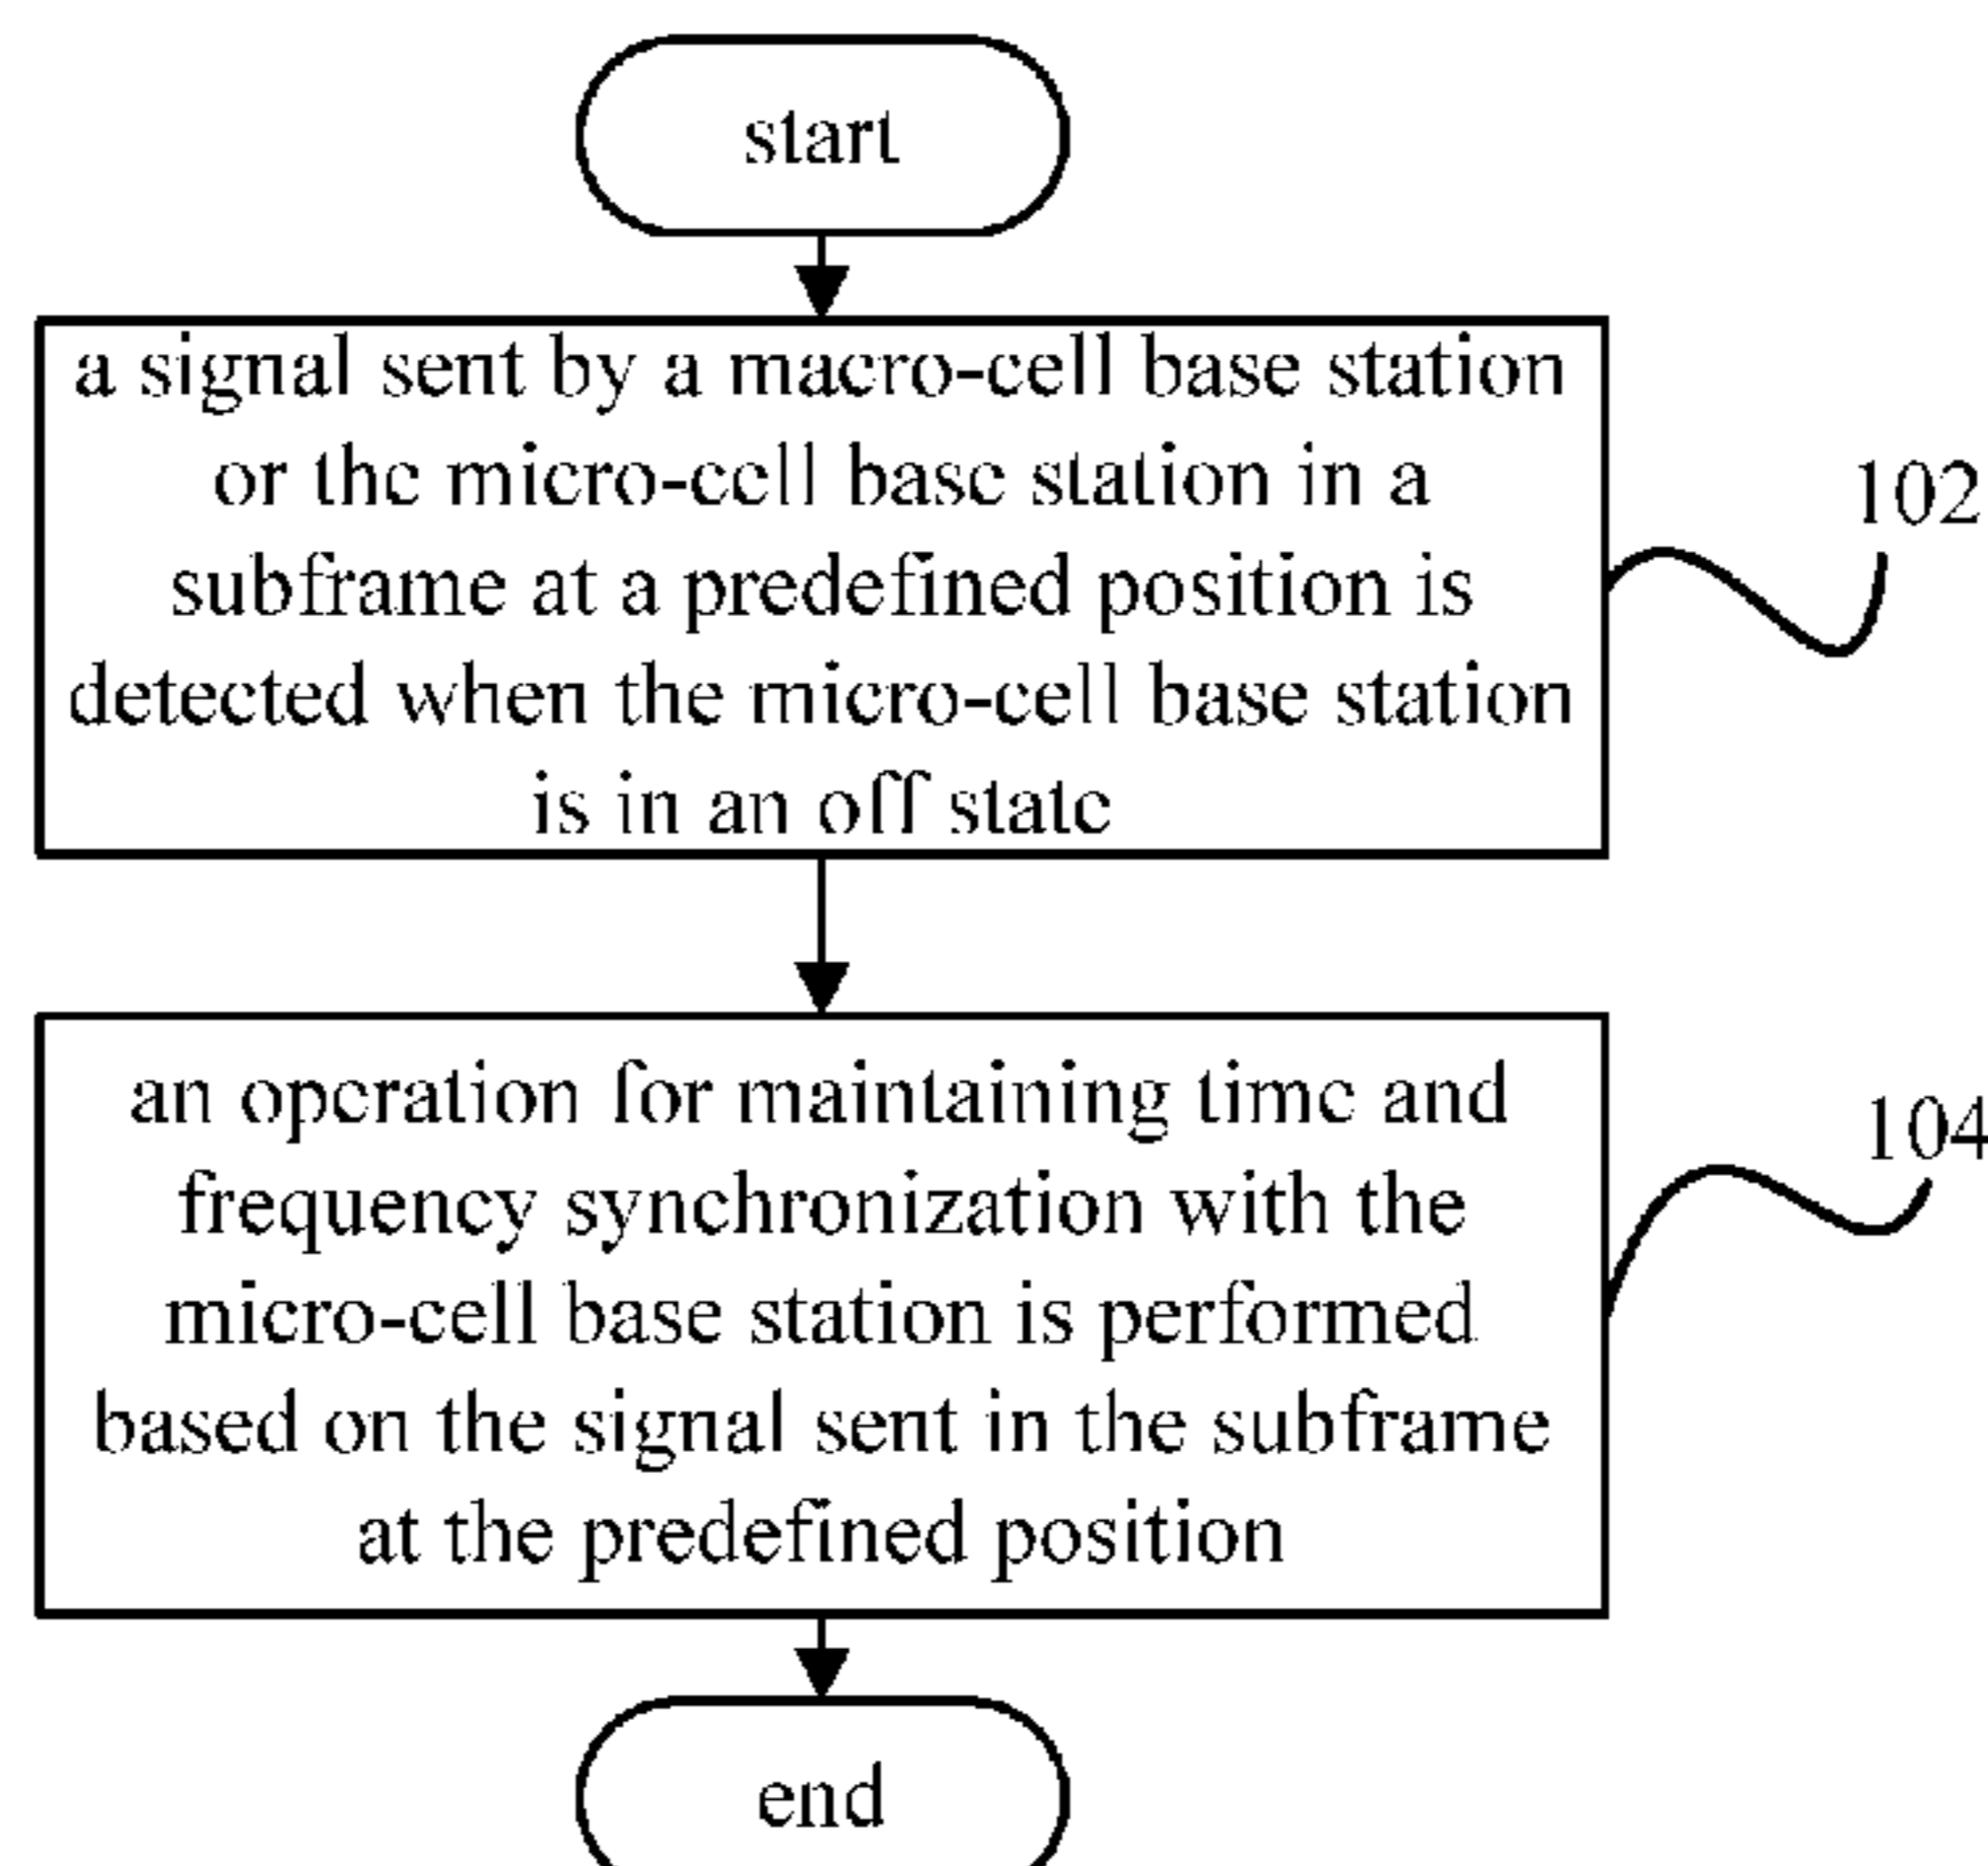 start
a signal sent by a macro-cell base station
or the micro-cell base station in a
subframe at a predefined position is
detected when the micro-cell base station
is in an off state
102
an operation for maintaining time and
frequency synchronization with the
micro-cell base station is performed
based on the signal sent in the subframe
at the predefined position
104
end